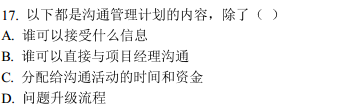 17. 以下都是沟通管理计划的内容，除了（ ）
A. 谁可以接受什么信息
B. 谁可以直接与项目经理沟通
C. 分配给沟通活动的时间和资金
D. 问题升级流程